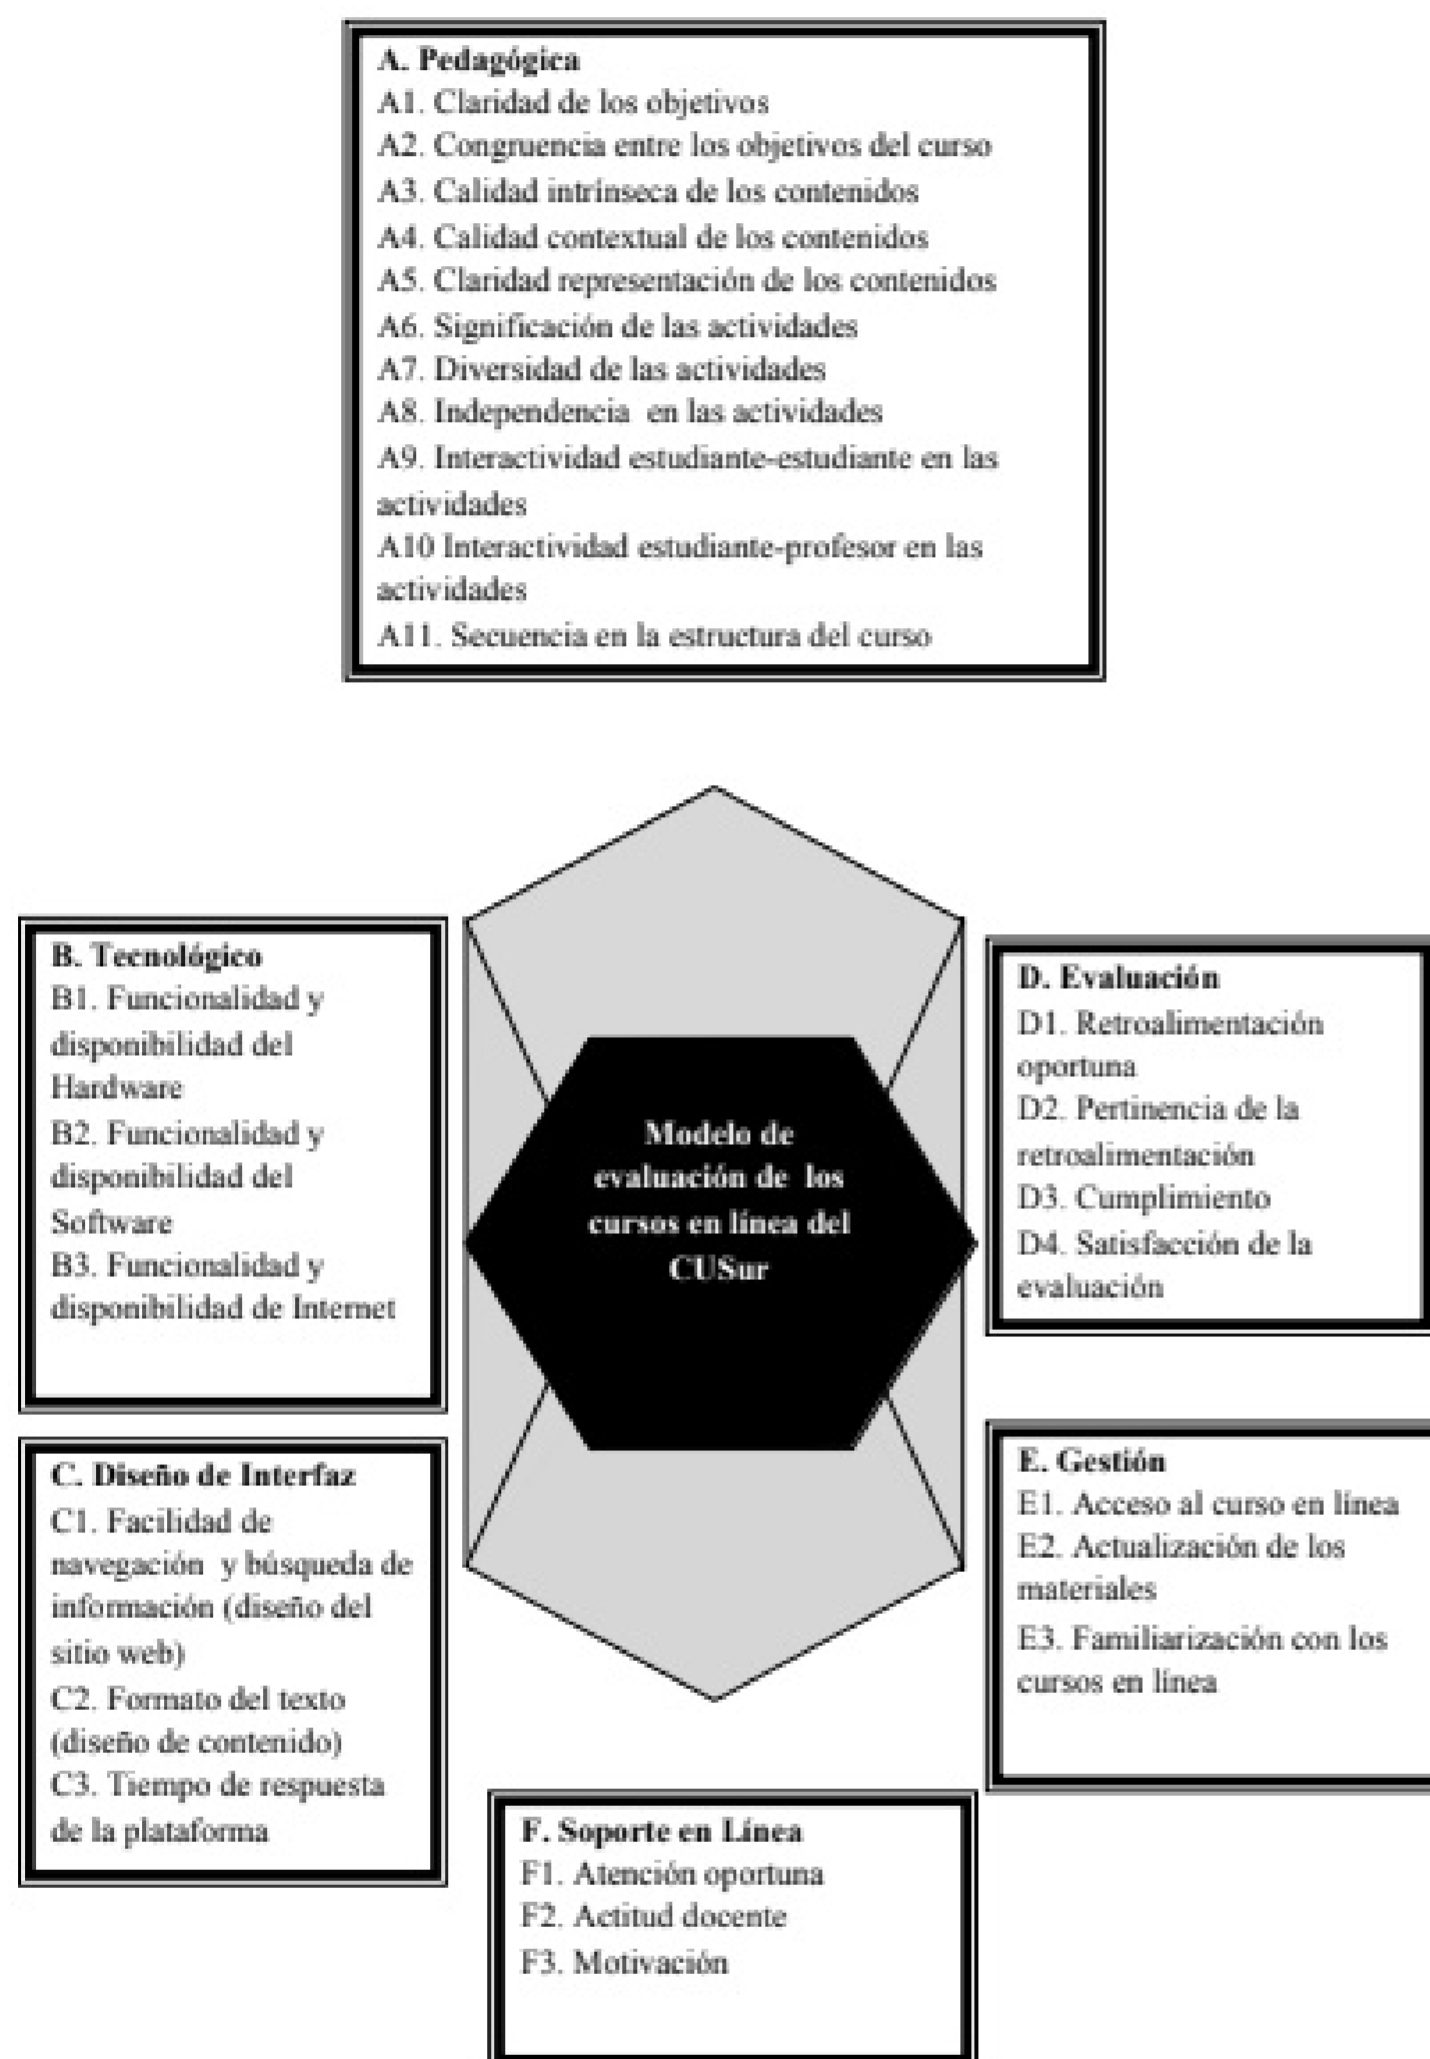 A. Pedagógica
A1. Claridad de los objetivos
A2. Congruencia entre los objetivos del curso
A3. Calidad intrínseca de los contenidos
A4. Calidad contextual de los contenidos
A5. Claridad representación de los contenidos
A6. Significación de las actividades
A7. Diversidad de las actividades
A8. Independencia en las actividades
A9. Interactividad estudiante-estudiante en las
actividades
A10 Interactividad estudiante-profesor en las
actividades
A11. Secuencia en la estructura del curso
B. Tecnológico
B1. Funcionalidad y
disponibilidad del
Hardware
B2. Funcionalidad y
disponibilidad del
Software
B3. Funcionalidad y
disponibilidad de Internet
Modelo de
evaluación de los
cursos en línea del
CUSur
D. Evaluación
D1. Retroalimentación
oportuna
D2. Pertinencia de la
retroalimentación
D3. Cumplimiento
D4. Satisfacción de la
evaluación
C. Diseño de Interfaz
C1. Facilidad de
navegación y búsqueda de
información (diseño del
sitio web)
C2. Formato del texto
(diseño de contenido)
C3. Tiempo de respuesta
de la plataforma
E. Gestión
E1. Acceso al curso en línea
E2. Actualización de los
materiales
E3. Familiarización con los
cursos en línea
F. Soporte en Línea
F1. Atención oportuna
F2. Actitud docente
F3. Motivación